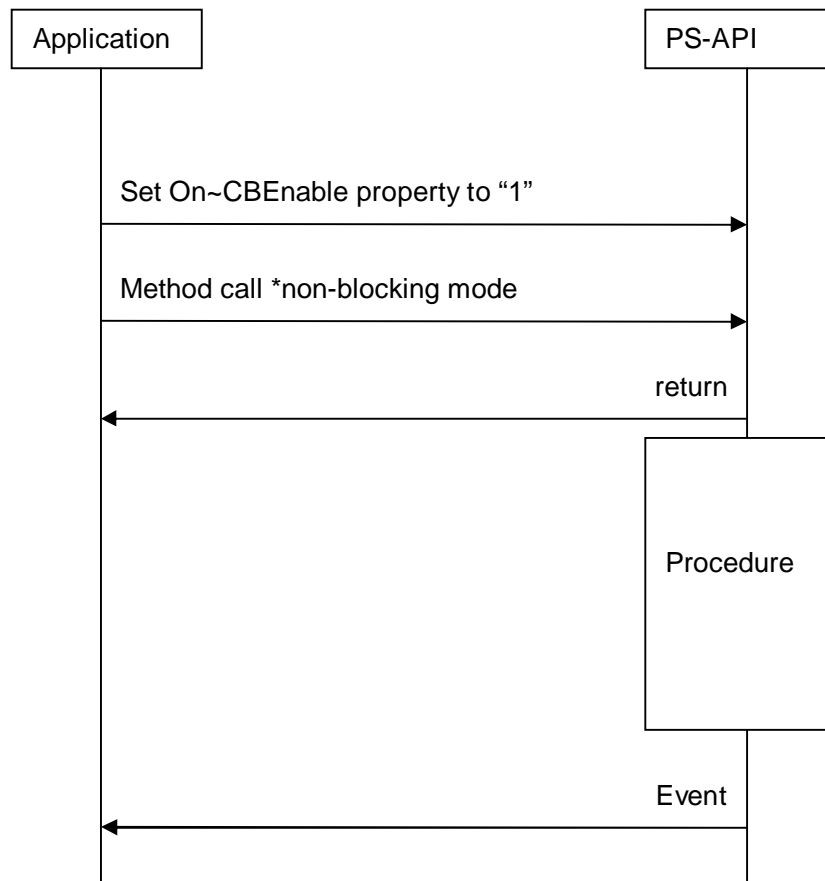 Application
PS-API
Set On~CBEnable property to “1”
Method call *non-blocking mode
return
Procedure
Event